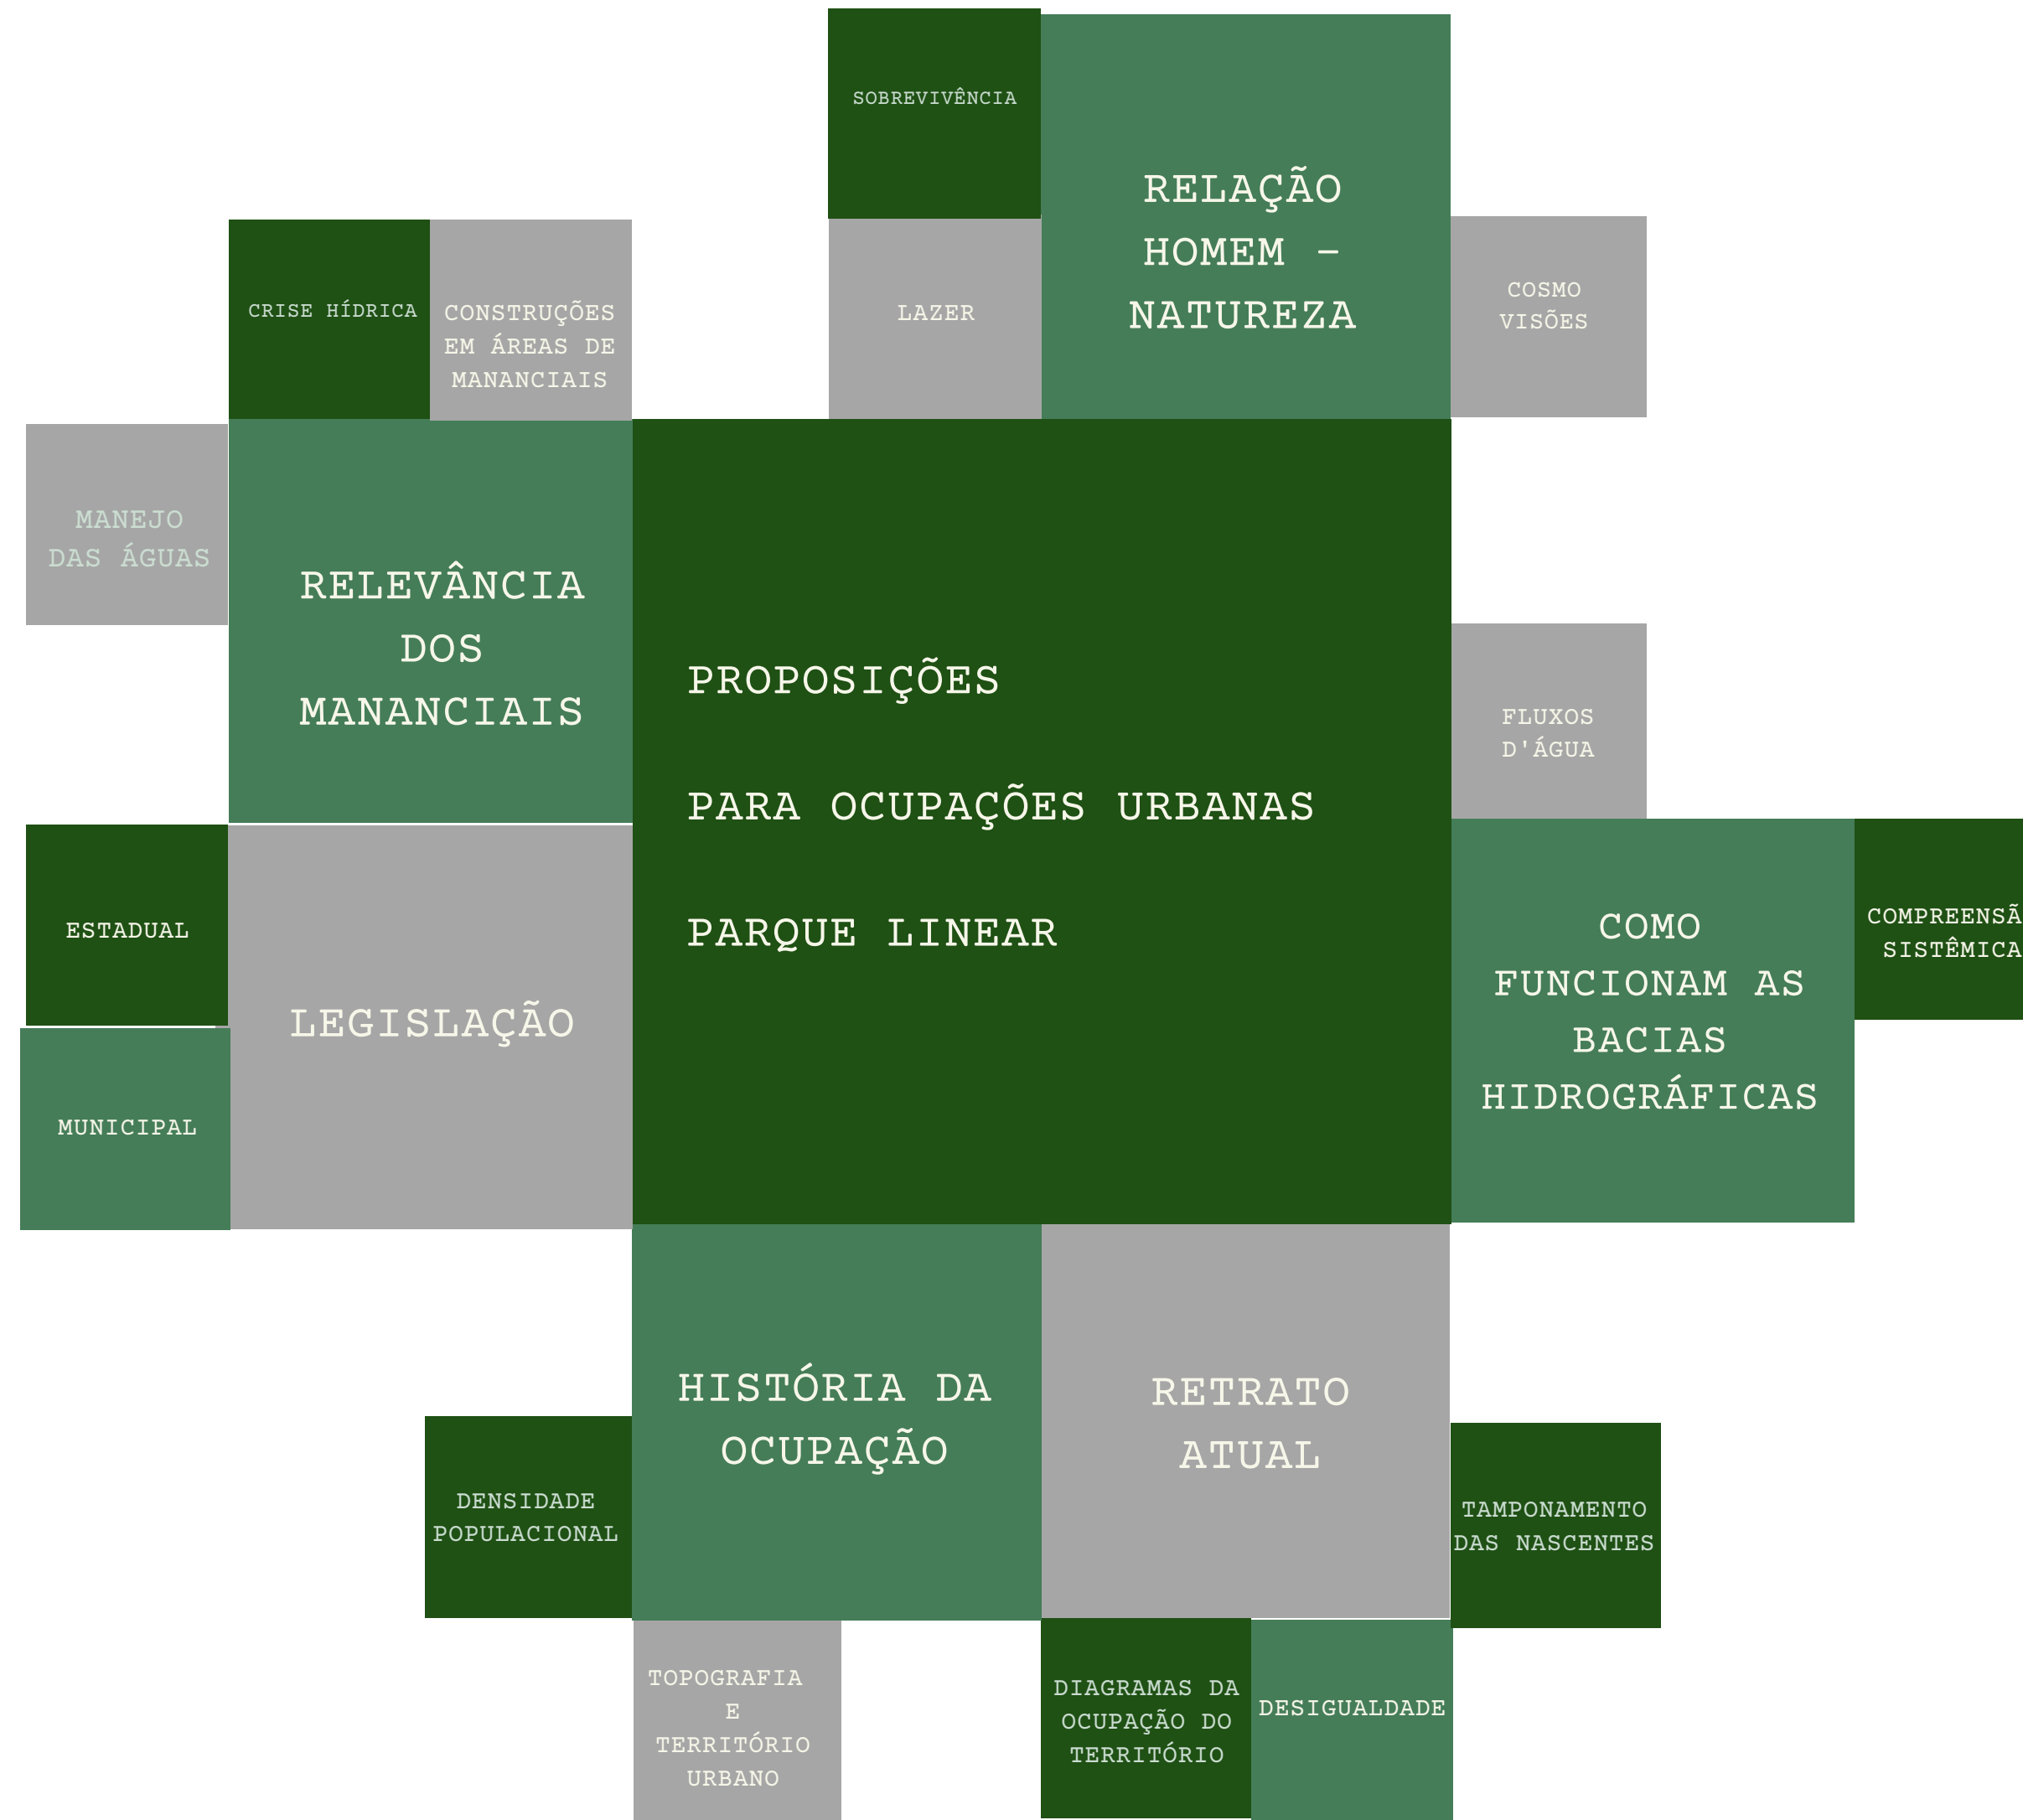 SOBREVIVÊNCIA
RELAÇÃO
HOMEM -
NATUREZA
CRISE HÍDRICA
CONSTRUÇÕES
EM ÁREAS DE
MANANCIAIS
LAZER
COSMO
VISÕES
MANEJO
DAS ÁGUAS
RELEVÂNCIA
DOS
MANANCIAIS
PROPOSIÇÕES
PARA OCUPAÇÕES URBANAS
PARQUE LINEAR
FLUXOS
D'ÁGUA
ESTADUAL
LEGISLAÇÃO
MUNICIPAL
COMO
FUNCIONAM AS
BACIAS
HIDROGRÁFICAS
COMPREENSÃ
SISTÊMICA
HISTÓRIA DA
OCUPAÇÃO
RETRATO
ATUAL
DENSIDADE
POPULACIONAL
TAMPONAMENTO
DAS NASCENTES
TOPOGRAFIA
E
TERRITÓRIO
URBANO
DIAGRAMAS DA
OCUPAÇÃO DO
TERRITÓRIO
DESIGUALDADE